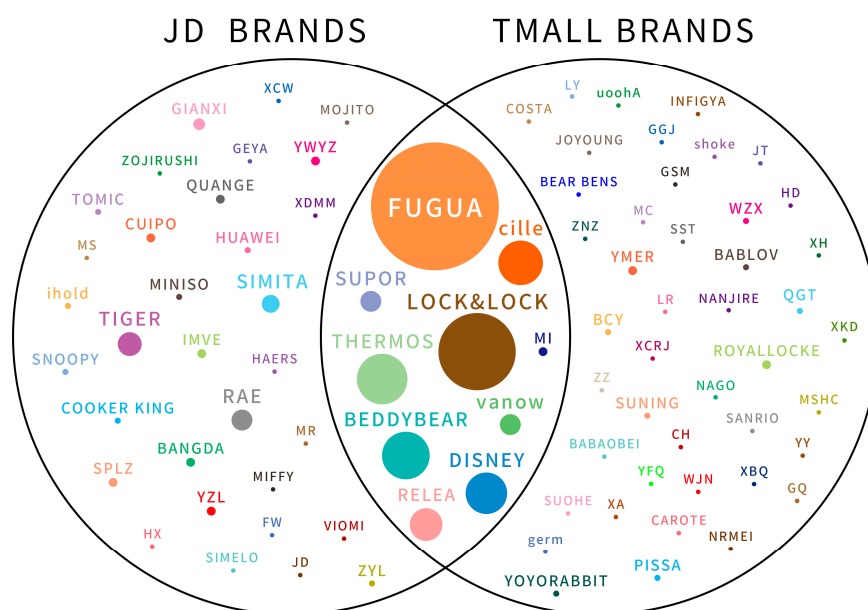 JD BRANDS
TMALL BRANDS
XCW
GIANXI
MOJITO
GEYA
YWYZ
ZOJIRUSHI
QUANGE
TOMIC
XDMM
CUIPO
HUAWEI
MS
ihold
MINISO
SIMITA
TIGER
IMVE
SNOOPY
HAERS
RAE
COOKER KING
MR
BANGDA
SPLZ
MIFFY
YZL
HX
FW
VIOMI
SIMELO
JD
ZYL
FUGUA
cille
SUPOR
LOCK&LOCK
THERMOS
MI
vanow
BEDDYBEAR
DISNEY
RELEA
LY
uoohA
INFIGYA
COSTA
JOYOUNG
GGJ
shoke
JT
BEAR BENS
GSM
HD
MC
WZX
ZNZ
SST
XH
YMER
BABLOV
LR
NANJIRE
QGT
BCY
XKD
XCRJ
ROYALLOCKE
ZZ
NAGO
SUNING
MSHC
SANRIO
BABAOBEI
CH
YY
YFQ
WJN
XBQ
GQ
SUOHE
XA
CAROTE
germ
NRMEI
PISSA
YOYORABBIT